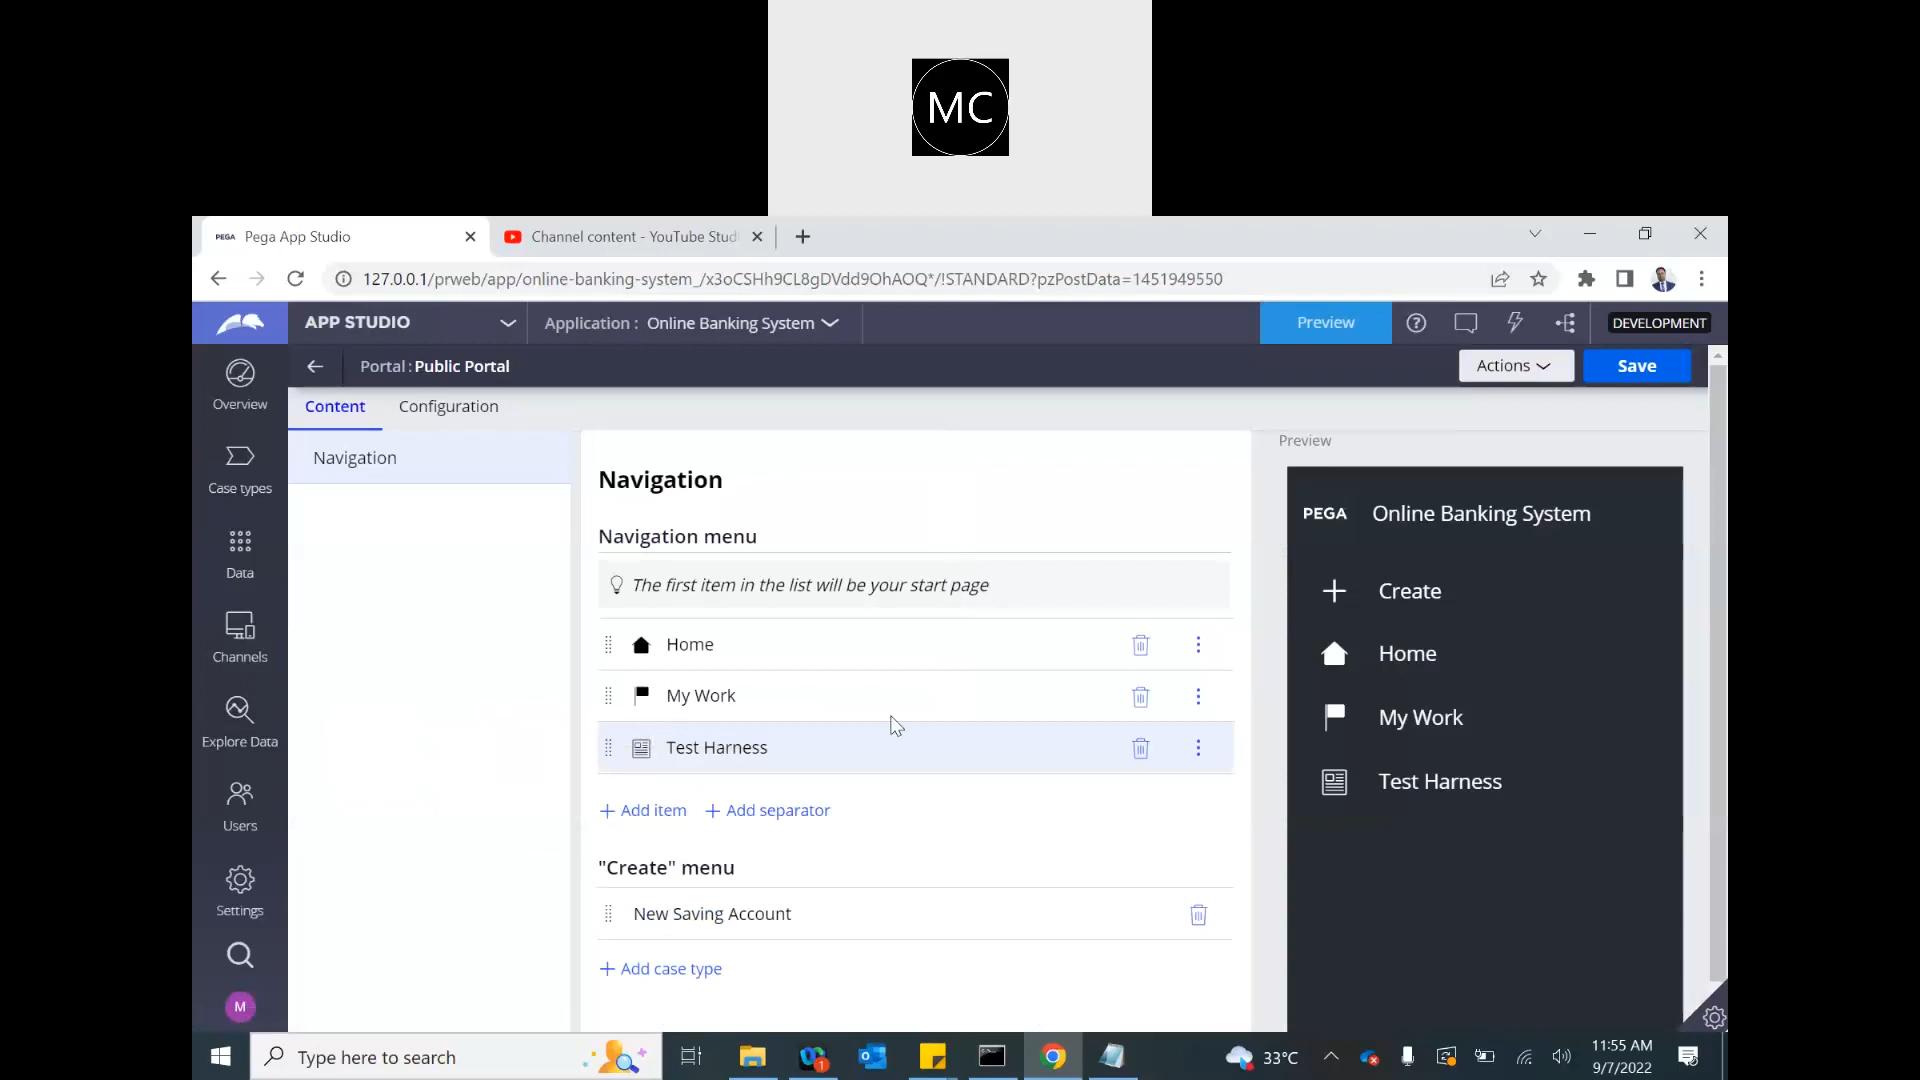 MC
PEGA Pega App Studio
Channel content - YouTube Stud
127.0.0.1/prweb/app/online-banking-system_/x3oCSHh9CL8gDVdd9OhAOQ*/!STANDARD?pzPostData=1451949550
APP STUDIO
Application : Online Banking System
Preview
DEVELOPMENT
Portal : Public Portal
Actions
Save
Overview
Case types
Data
Channels
Explore Data
Users
Settings
M
Content
Configuration
Navigation
Navigation
Navigation menu
The first item in the list will be your start page
Home
My Work
Test Harness
+ Add item
+ Add separator
"Create" menu
New Saving Account
+ Add case type
Preview
PEGA Online Banking System
Create
Home
My Work
Test Harness
Type here to search
1
33°C
11:55 AM
9/7/2022